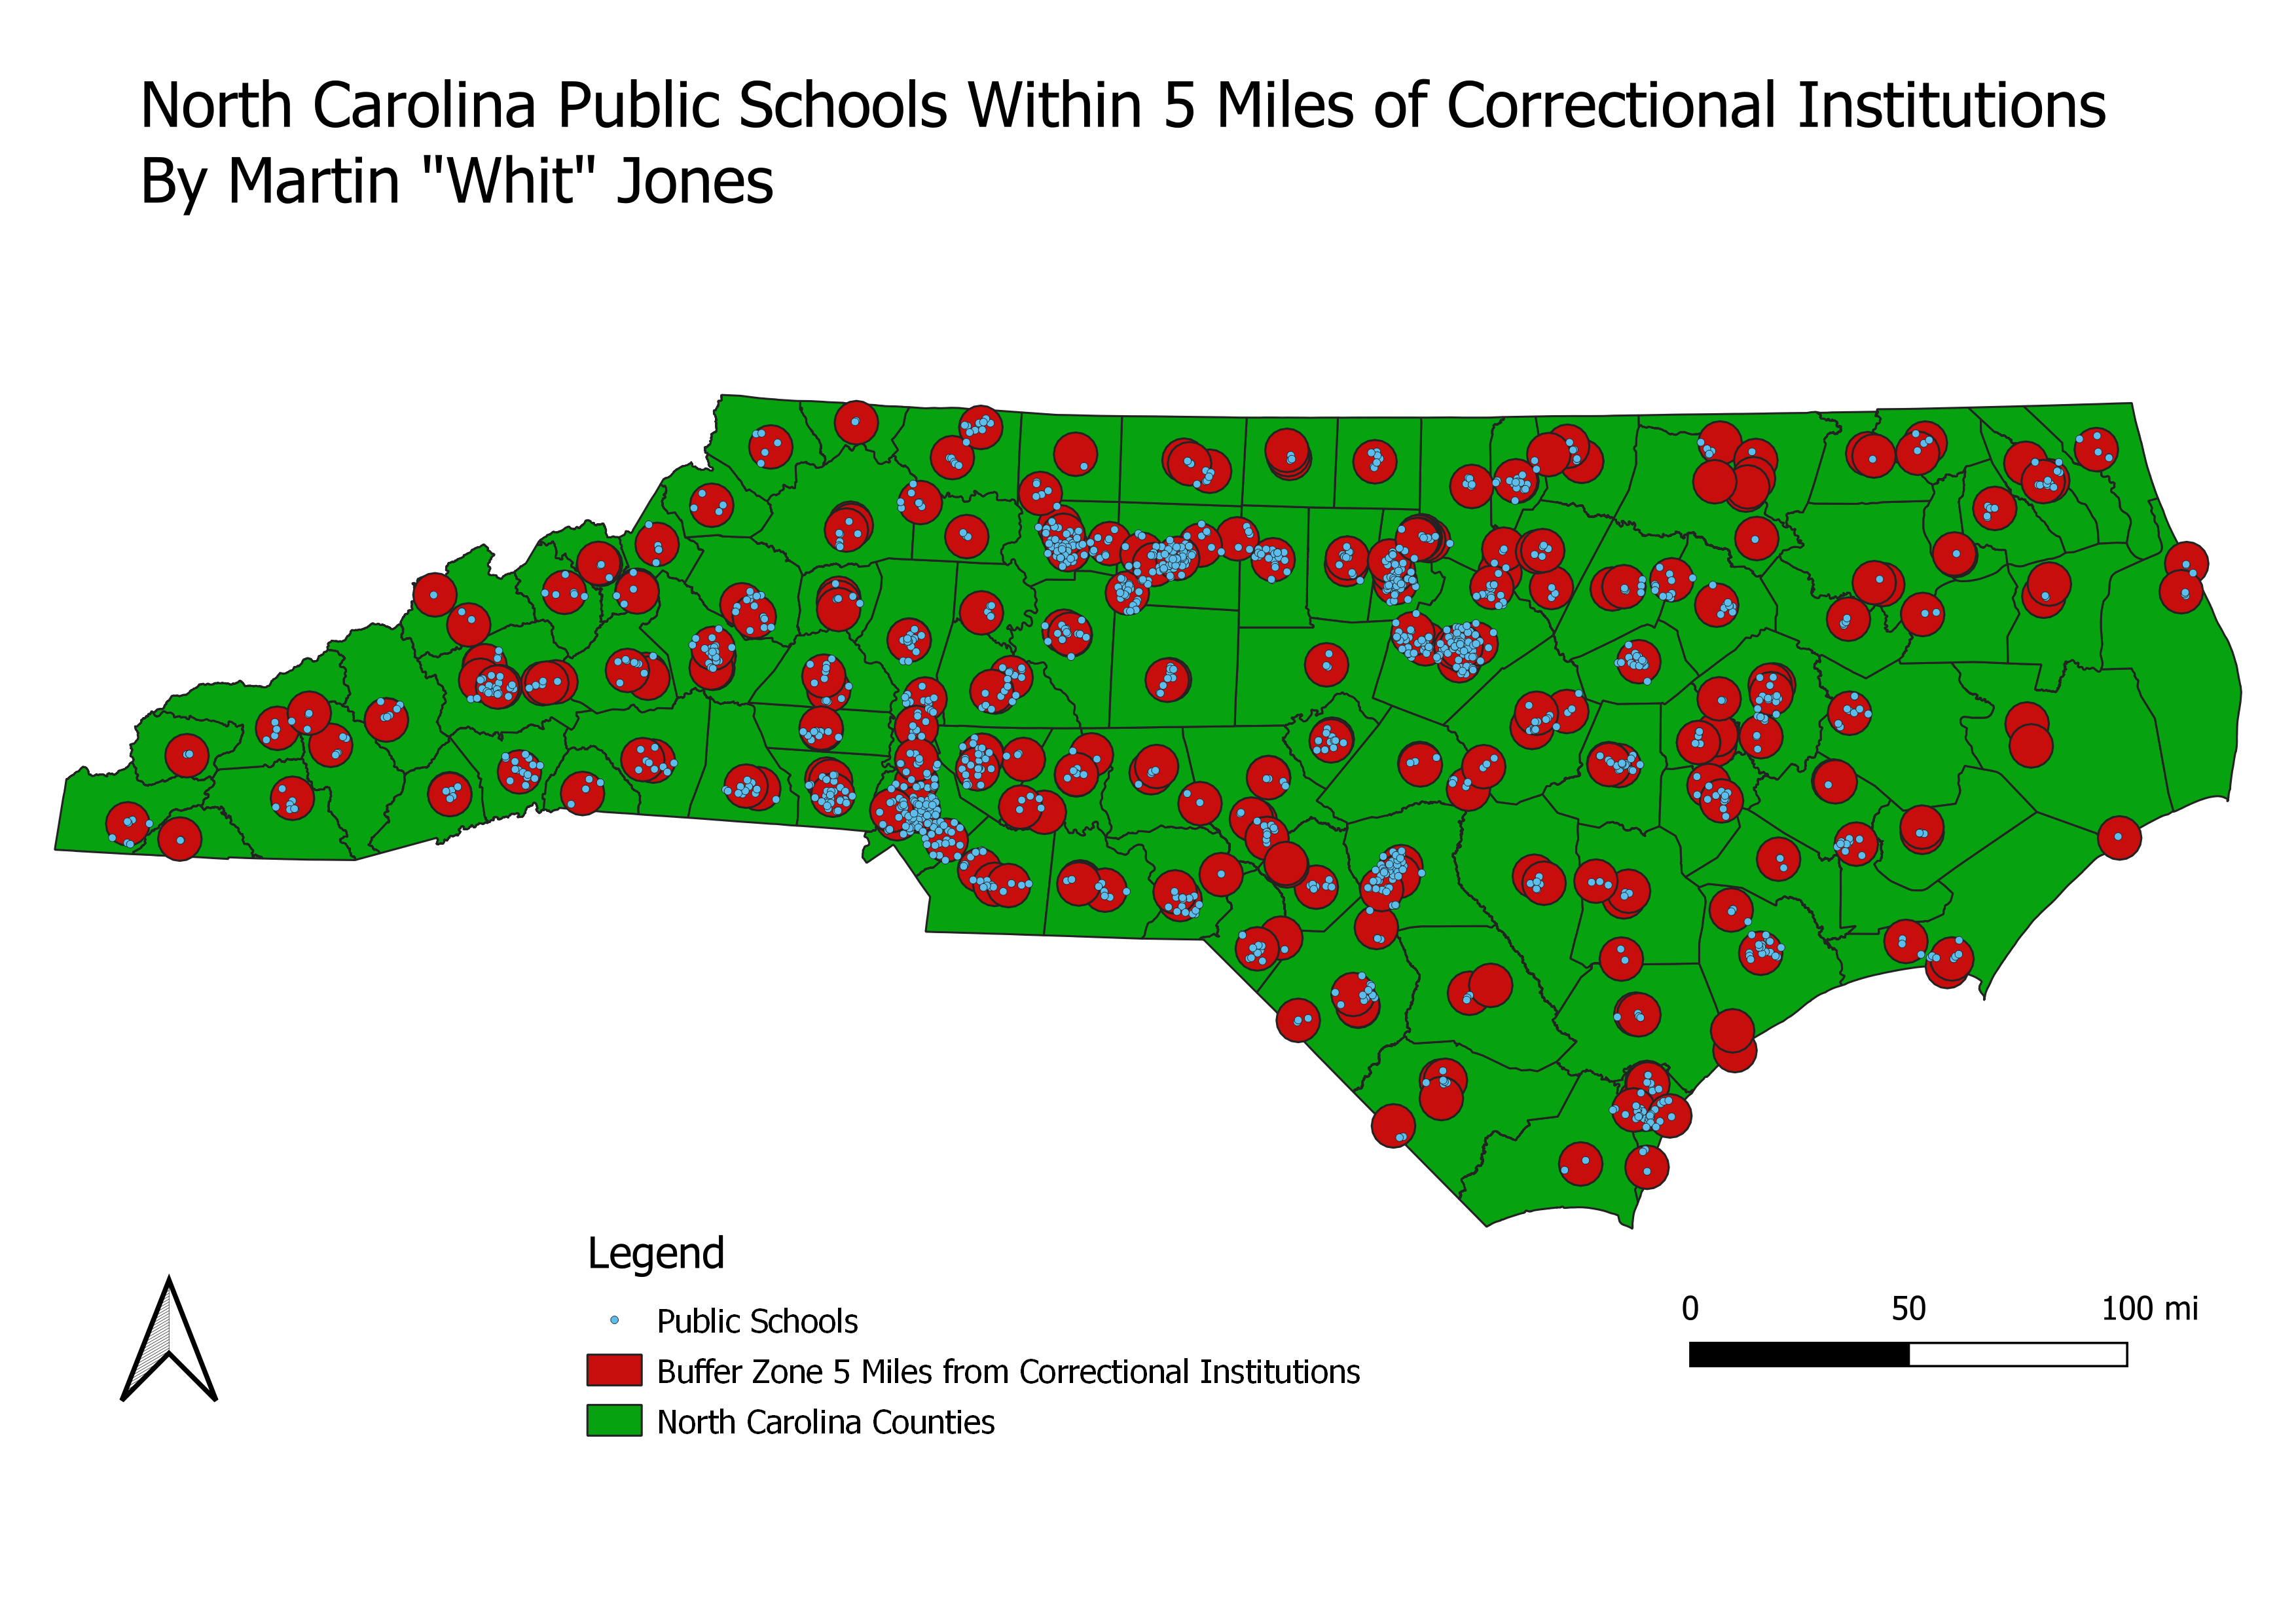 North Carolina Public Schools Within 5 Miles of Correctional Institutions
By Martin "Whit" Jones
Legend
Public Schools
Buffer Zone 5 Miles from Correctional Institutions
North Carolina Counties
0 50 100 mi